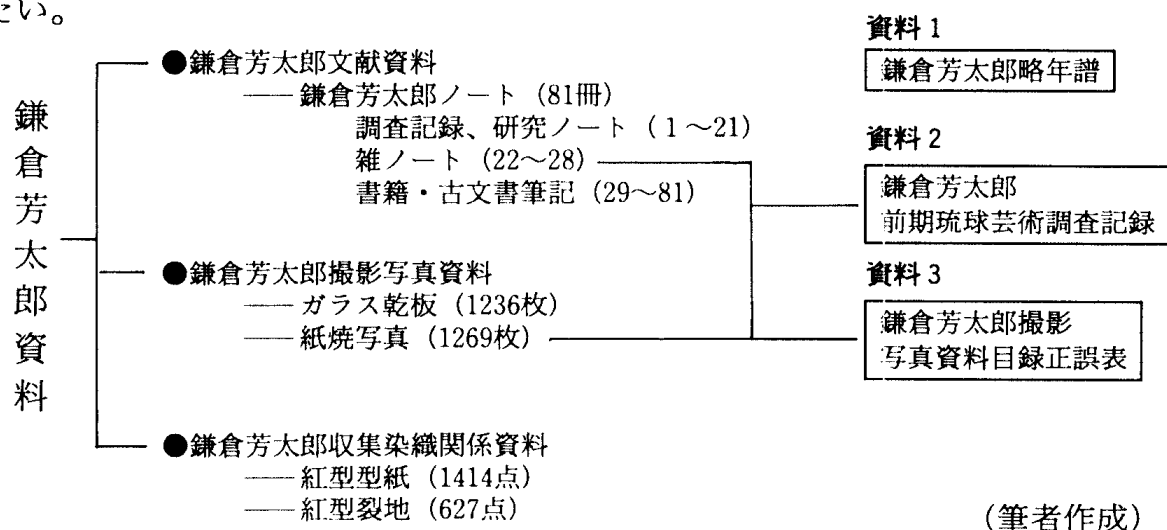 たい。
鎌倉芳太郎資料
●鎌倉芳太郎文献資料
――鎌倉芳太郎ノート(81冊)
調査記録、研究ノート(1～21)
雑ノート(22～28)
書籍・古文書筆記(29～81)
●鎌倉芳太郎撮影写真資料
――ガラス乾板(1236枚)
――紙焼写真(1269枚)
●鎌倉芳太郎収集染織関係資料
――紅型型紙(1414点)
――紅型裂地(627点)
資料1
鎌倉芳太郎略年譜
資料2
鎌倉芳太郎
前期琉球芸術調査記録
資料3
鎌倉芳太郎撮影
写真資料目録正誤表
(筆者作成)